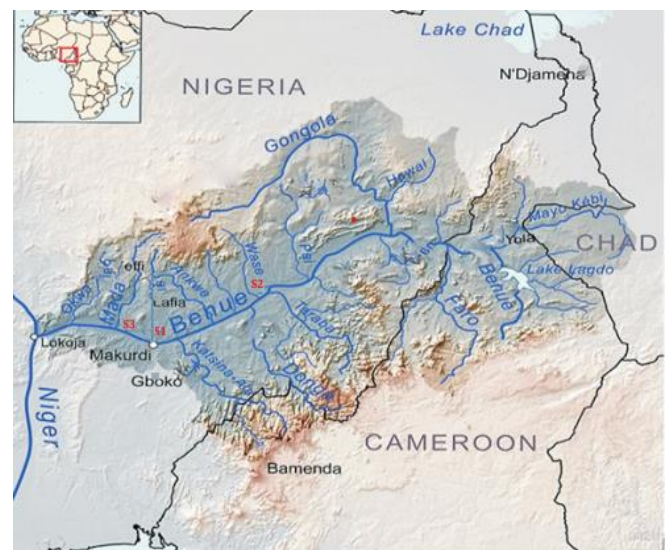 Lake Chad
N'Djamena
NIGERIA
Gongola
Hawal
Mayo Kébi
Yola
CHAD
Pai
Wase
S2
Benue
Lake Lagdo
Okwa
Mada
Lafia
Benue
Taraba
Faro
S3
S1
Lokoja
Makurdi
Katsina Ala
Donga
Gboko
Niger
CAMEROON
Bamenda